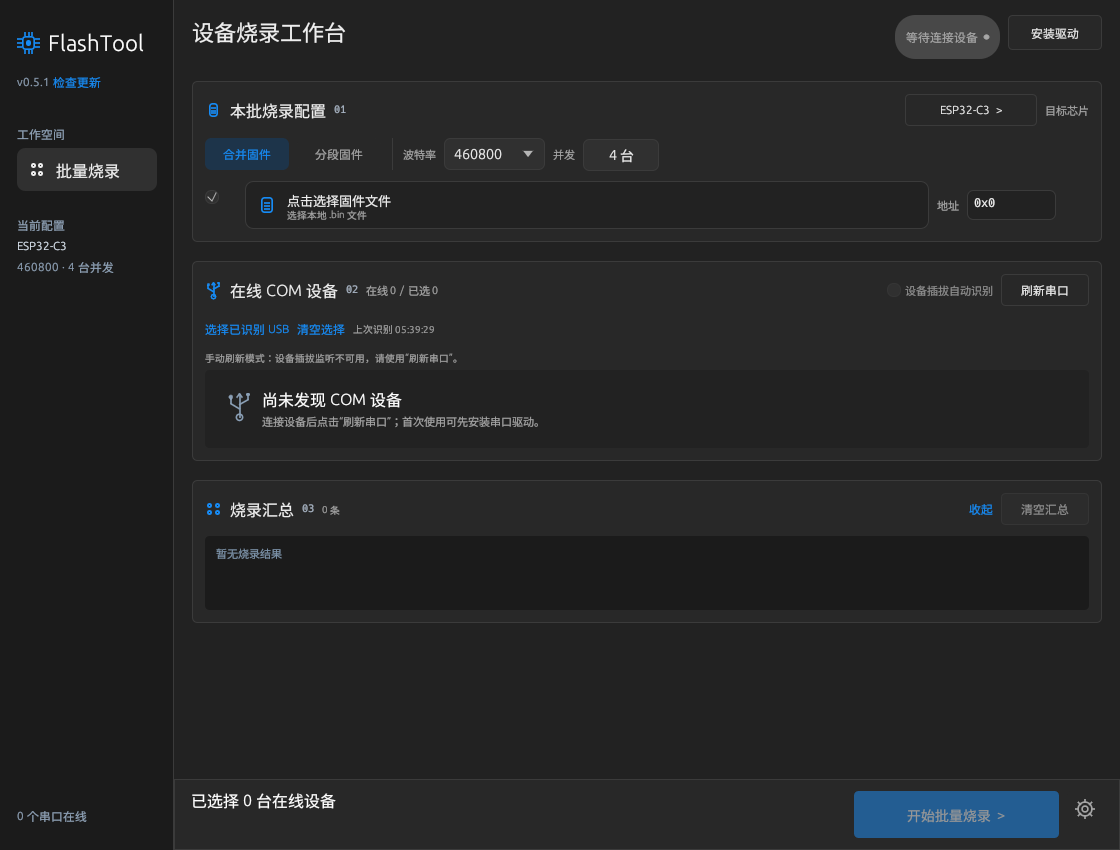 FlashTool
v0.5.1 检查更新
工作空间
批量烧录
当前配置
ESP32-C3
460800 · 4 台并发
0 个串口在线
设备烧录工作台
等待连接设备 ●
安装驱动
本批烧录配置 01
ESP32-C3 >
目标芯片
合并固件
分段固件
波特率
460800
并发
4 台
点击选择固件文件
选择本地 .bin 文件
地址
0x0
在线 COM 设备 02 在线 0 / 已选 0
设备插拔自动识别
刷新串口
选择已识别 USB 清空选择 上次识别 05:39:29
手动刷新模式：设备插拔监听不可用，请使用“刷新串口”。
尚未发现 COM 设备
连接设备后点击“刷新串口”；首次使用可先安装串口驱动。
烧录汇总 03 0 条
收起
清空汇总
暂无烧录结果
已选择 0 台在线设备
开始批量烧录 >